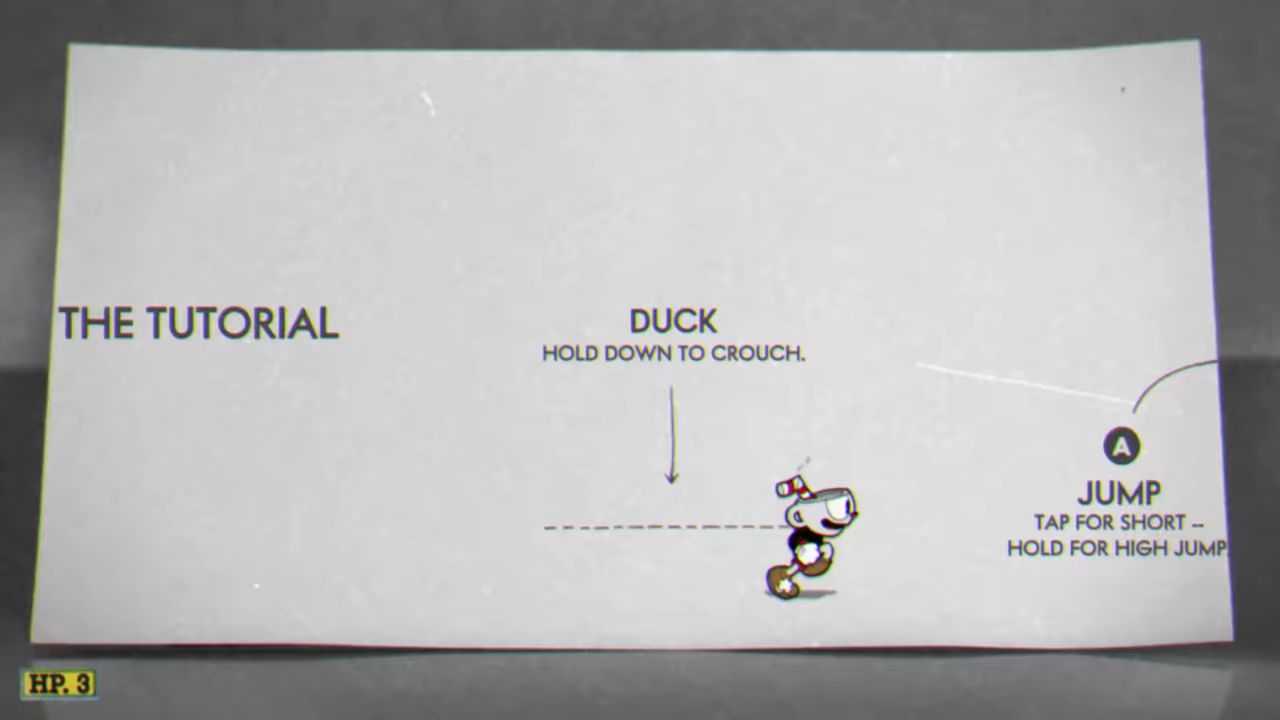 THE TUTORIAL
DUCK
HOLD DOWN TO CROUCH.
A
JUMP
TAP FOR SHORT –
HOLD FOR HIGH JUMP
HP. 3